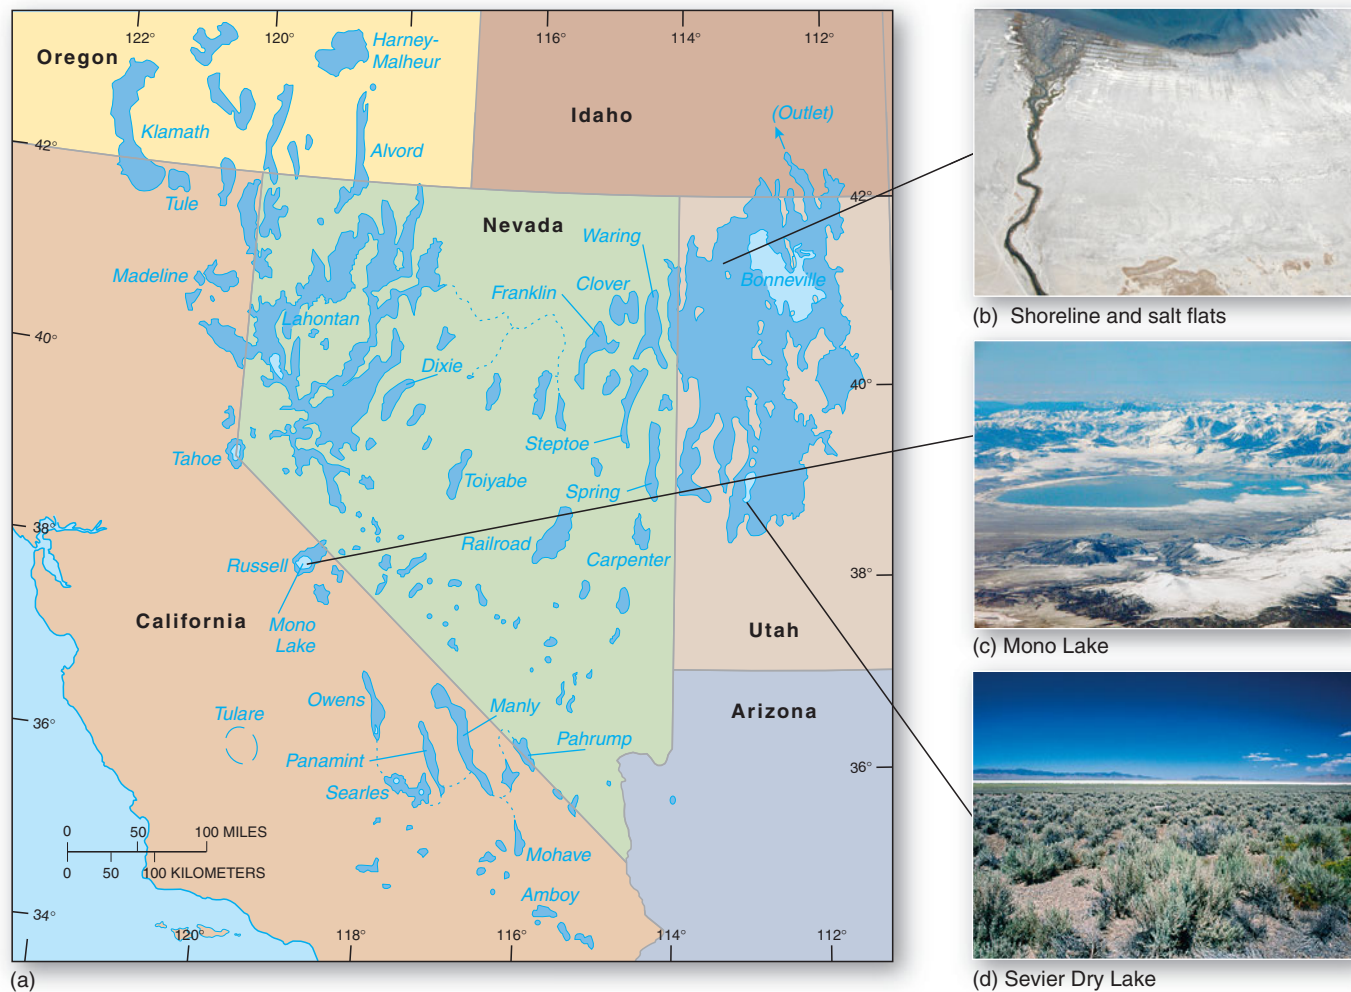 122°
120°
116°
114°
112°
Oregon
Harney-
Malheur
Idaho
(Outlet)
Klamath
42°
Alvord
Tule
42°
Nevada
Waring
Madeline
Clover
Franklin
Bonneville
Lahontan
40°
Dixie
40°
Steptoe
Tahoe
Toiyabe
Spring
38°
Railroad
Carpenter
Russell
38°
California
Mono
Lake
Utah
Owens
Manly
Tulare
Arizona
36°
Pahrump
Panamint
36°
Searles
0 50 100 MILES
0 50 100 KILOMETERS
Mohave
Amboy
34°
120°
118°
116°
114°
112°
(a)
(b) Shoreline and salt flats
(c) Mono Lake
(d) Sevier Dry Lake